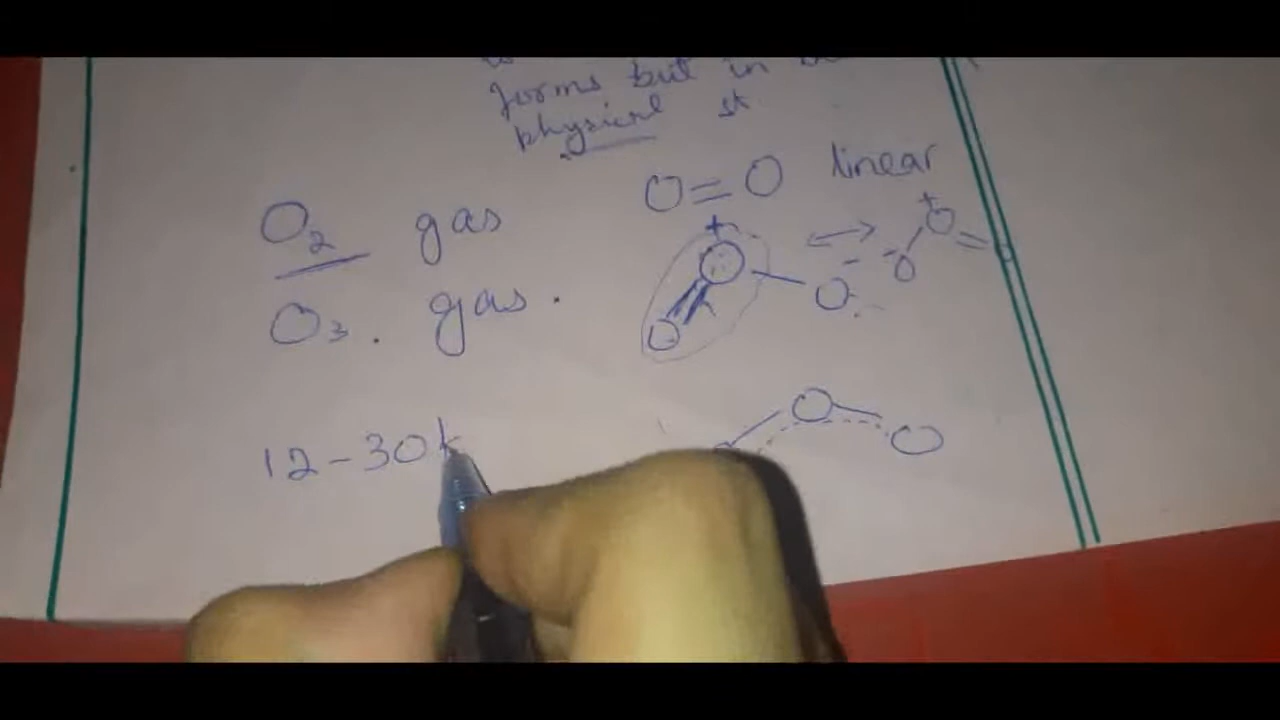 forms but in
physical st
O=O linear
O₂ gas
+ +
O O ⟷ O O = O
O₃. gas.
O
12-30k
O O